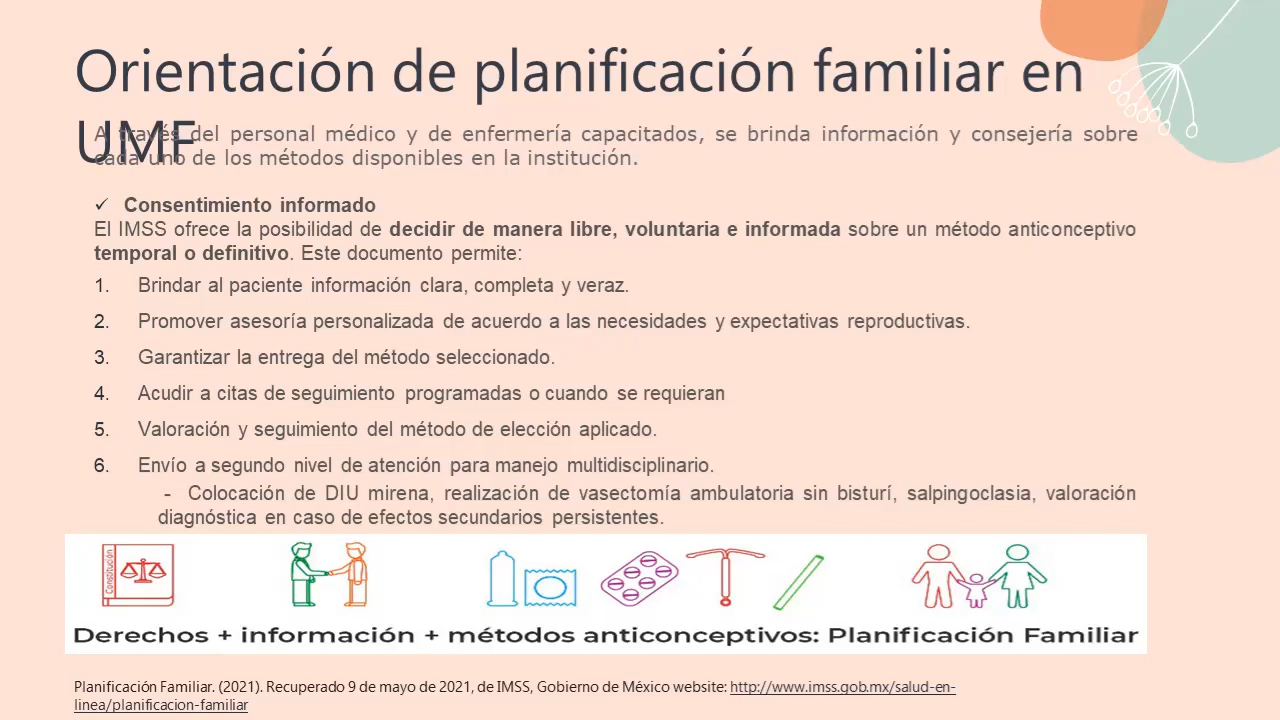 Orientación de planificación familiar en
UMF
A través del personal médico y de enfermería capacitados, se brinda información y consejería sobre
cada uno de los métodos disponibles en la institución.
✓ Consentimiento informado
El IMSS ofrece la posibilidad de decidir de manera libre, voluntaria e informada sobre un método anticonceptivo
temporal o definitivo. Este documento permite:
1. Brindar al paciente información clara, completa y veraz.
2. Promover asesoría personalizada de acuerdo a las necesidades y expectativas reproductivas.
3. Garantizar la entrega del método seleccionado.
4. Acudir a citas de seguimiento programadas o cuando se requieran
5. Valoración y seguimiento del método de elección aplicado.
6. Envío a segundo nivel de atención para manejo multidisciplinario.
- Colocación de DIU mirena, realización de vasectomía ambulatoria sin bisturí, salpingoclasia, valoración
diagnóstica en caso de efectos secundarios persistentes.
Constitución
Derechos + información + métodos anticonceptivos: Planificación Familiar
Planificación Familiar. (2021). Recuperado 9 de mayo de 2021, de IMSS, Gobierno de México website: http://www.imss.gob.mx/salud-en-
linea/planificacion-familiar